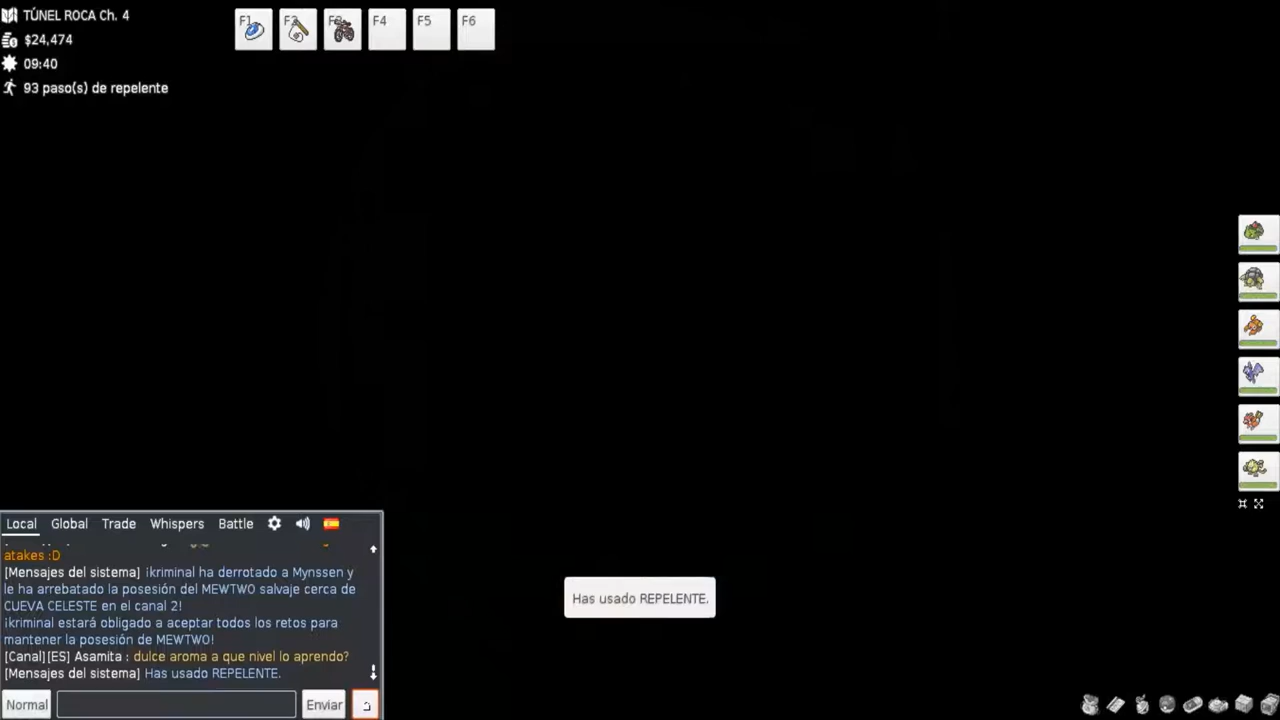 TÚNEL ROCA Ch. 4
$24,474
09:40
93 paso(s) de repelente
F1 F2 F3 F4 F5 F6
Local Global Trade Whispers Battle
atakes :D
[Mensajes del sistema] ¡kriminal ha derrotado a Mynssen y
le ha arrebatado la posesión del MEWTWO salvaje cerca de
CUEVA CELESTE en el canal 2!
¡kriminal estará obligado a aceptar todos los retos para
mantener la posesión de MEWTWO!
[Canal][ES] Asamita : dulce aroma a que nivel lo aprendo?
[Mensajes del sistema] Has usado REPELENTE.
Normal Enviar
Has usado REPELENTE.